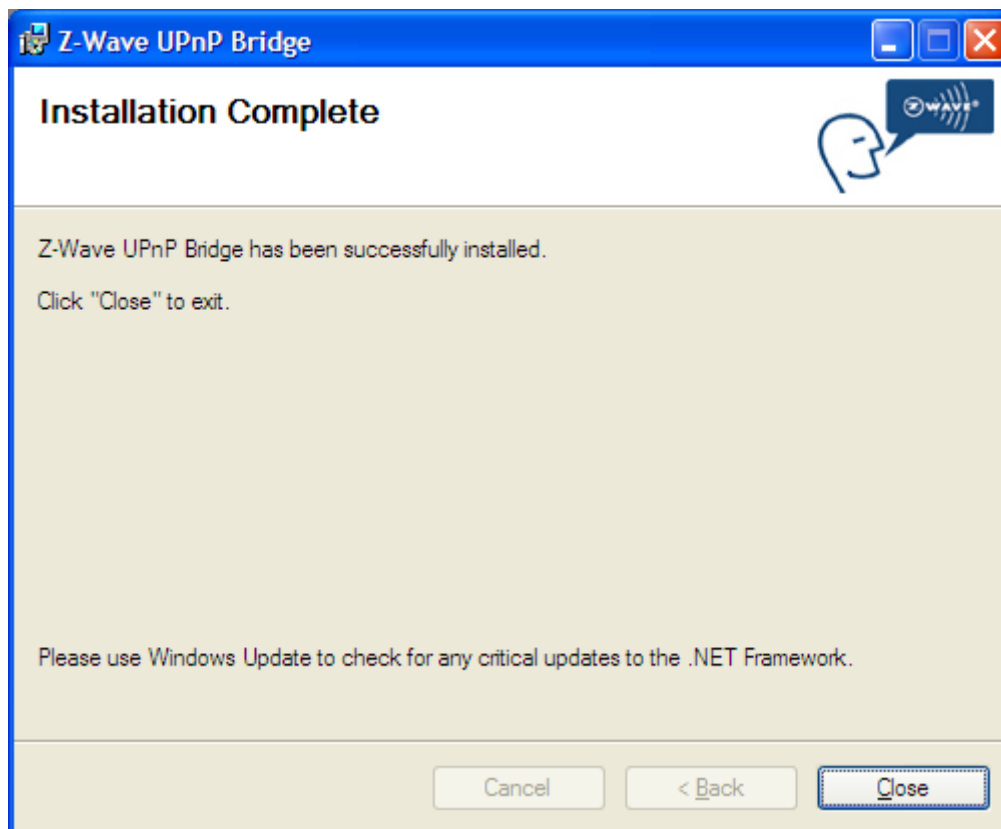 Z-Wave UPnP Bridge
Installation Complete
Z WAVE®
Z-Wave UPnP Bridge has been successfully installed.
Click "Close" to exit.
Please use Windows Update to check for any critical updates to the .NET Framework.
Cancel
< Back
Close